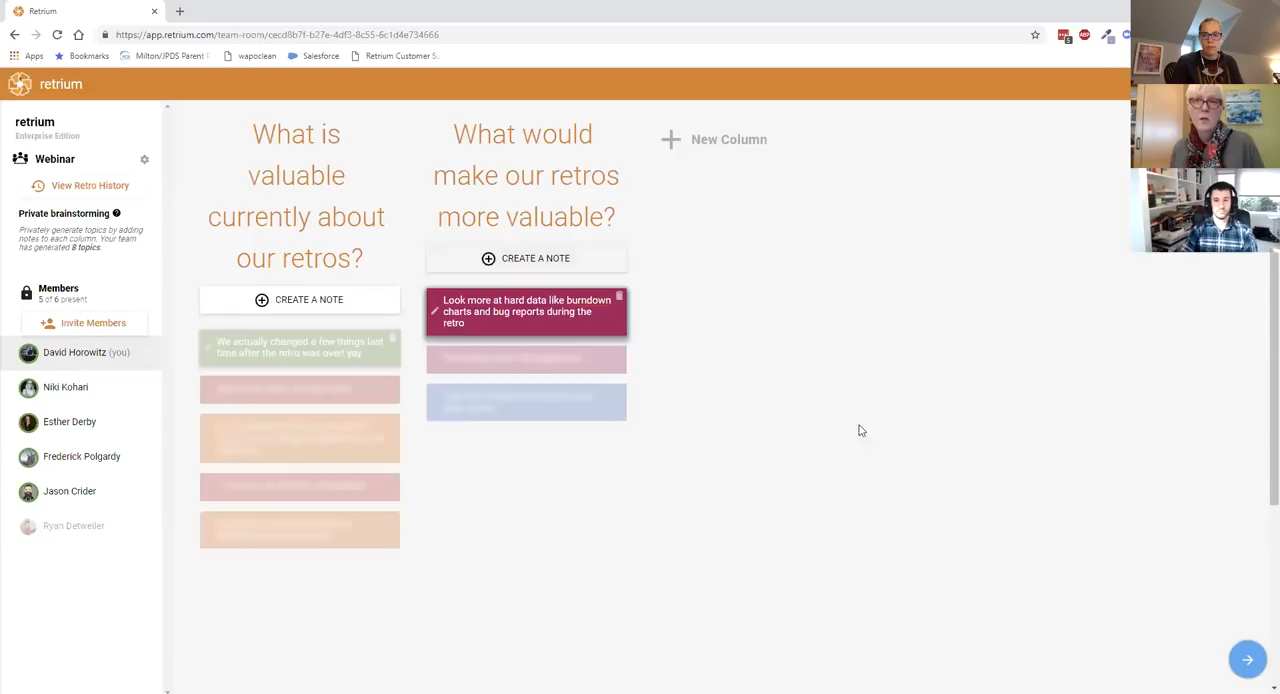 Retrium
https://app.retrium.com/team-room/cecd8b7f-b27e-4df3-8c55-6c1d4e734666
Apps
Bookmarks
Milton/JPDS Parent
wapoclean
Salesforce
Retrium Customer S
retrium
retrium
Enterprise Edition
Webinar
View Retro History
Private brainstorming
Privately generate topics by adding
notes to each column. Your team
has generated 8 topics.
Members
5 of 6 present
Invite Members
David Horowitz (you)
Niki Kohari
Esther Derby
Frederick Polgardy
Jason Crider
Ryan Detweiler
What is
valuable
currently about
our retros?
CREATE A NOTE
We actually changed a few things last
time after the retro was over! yay
What would
make our retros
more valuable?
CREATE A NOTE
Look more at hard data like burndown
charts and bug reports during the
retro
New Column